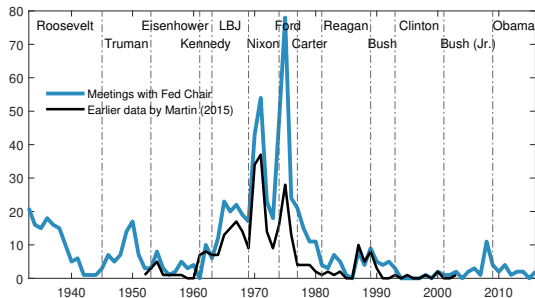 80
Roosevelt Eisenhower LBJ Ford Reagan Clinton Obama
Truman Kennedy Nixon Carter Bush Bush (Jr.)
70
60
Meetings with Fed Chair
Earlier data by Martin (2015)
50
40
30
20
10
0
1940 1950 1960 1970 1980 1990 2000 2010